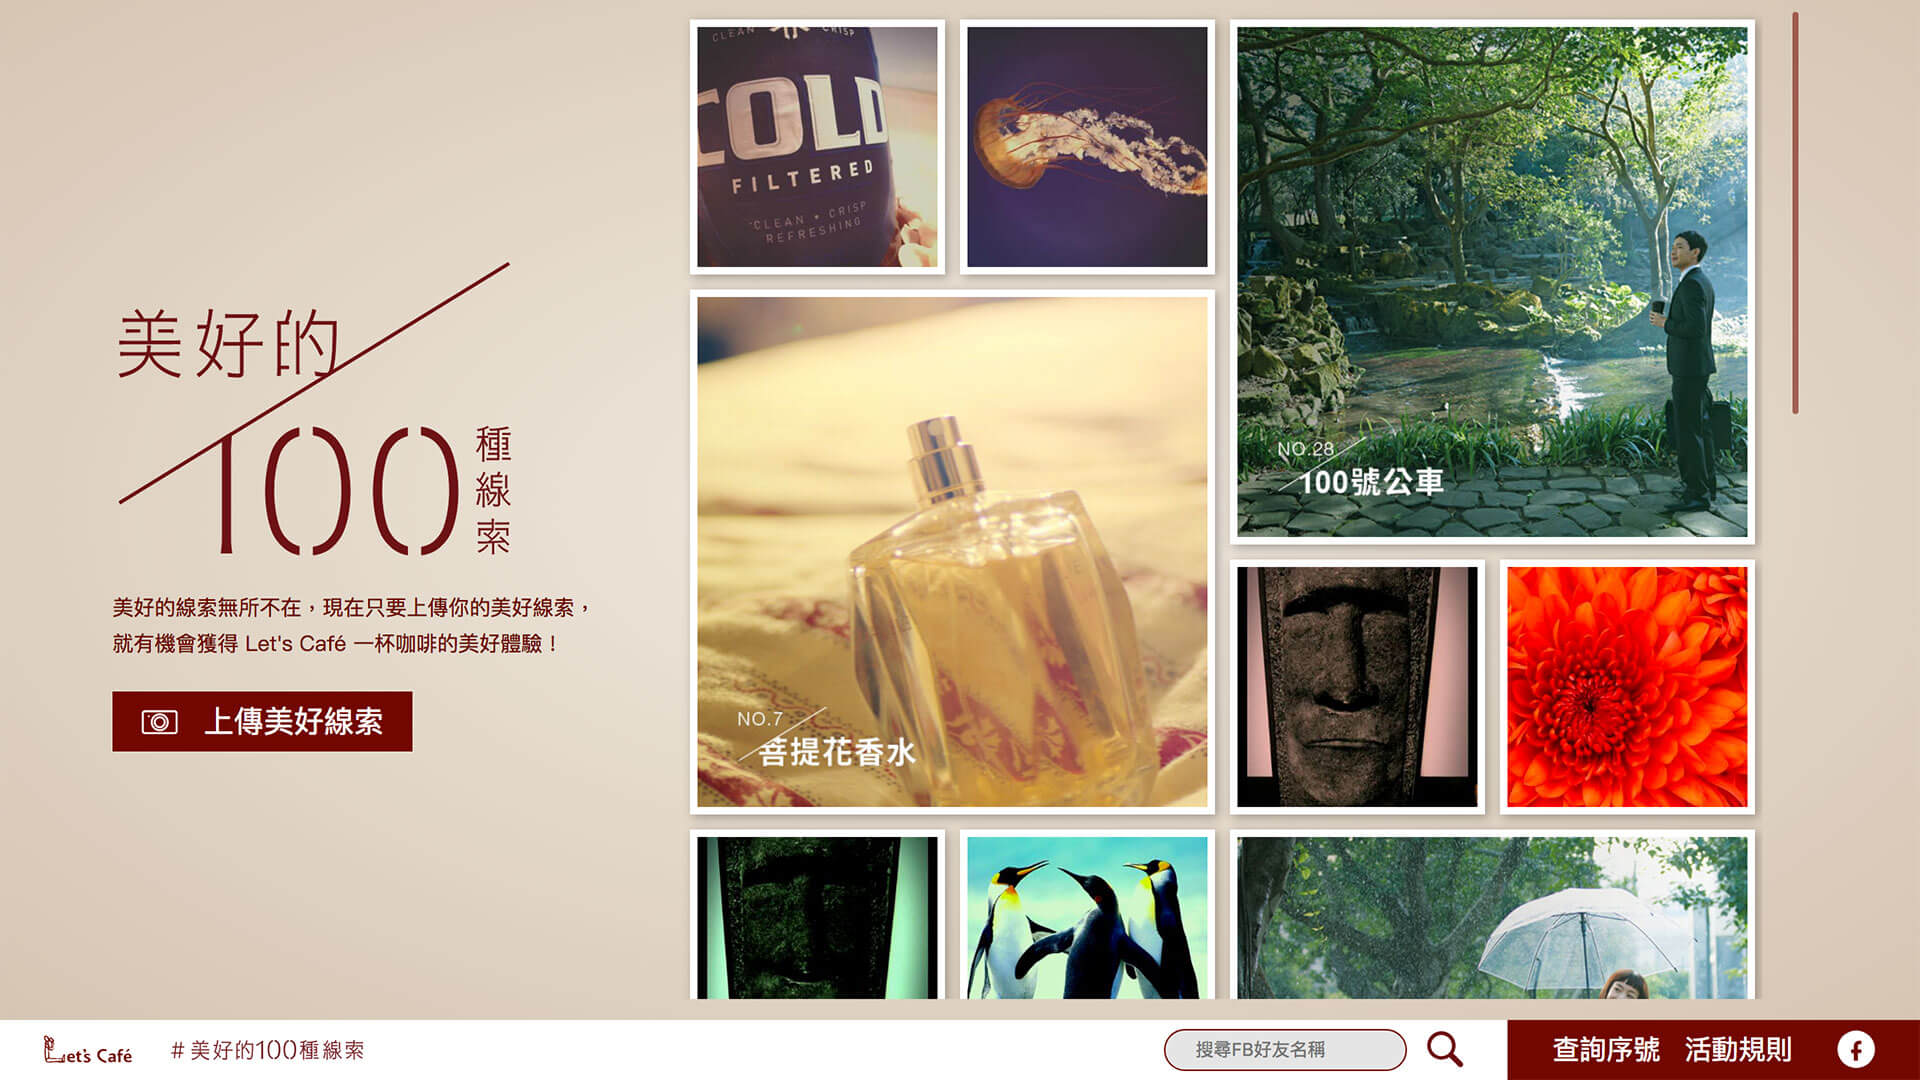 美好的
100
種線索
美好的線索無所不在，現在只要上傳你的美好線索，
就有機會獲得 Let's Café 一杯咖啡的美好體驗！
上傳美好線索
CLEAN
CRISP
COLD
FILTERED
CLEAN • CRISP
REFRESHING
NO.28
100號公車
NO.7
菩提花香水
Let's Café
#美好的100種線索
搜尋FB好友名稱
查詢序號
活動規則